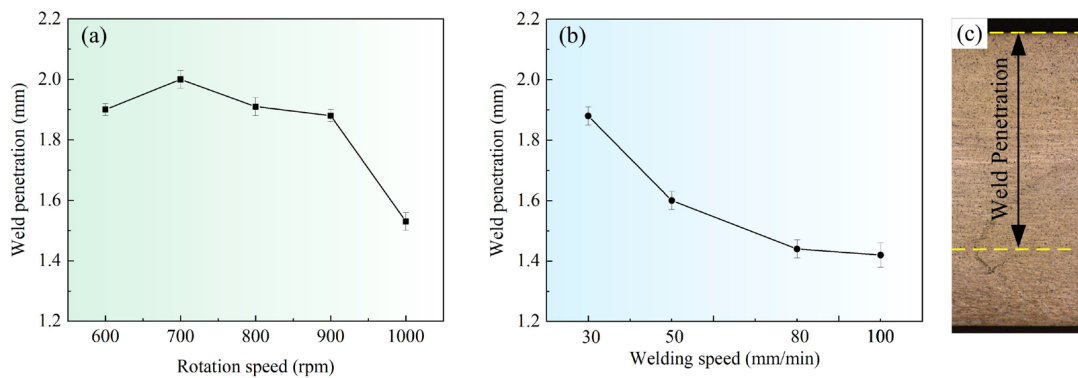 (a)
2.2
2.0
1.8
1.6
1.4
1.2
Weld penetration (mm)
600 700 800 900 1000
Rotation speed (rpm)
(b)
2.2
2.0
1.8
1.6
1.4
1.2
Weld penetration (mm)
30 50 80 100
Welding speed (mm/min)
(c)
Weld Penetration